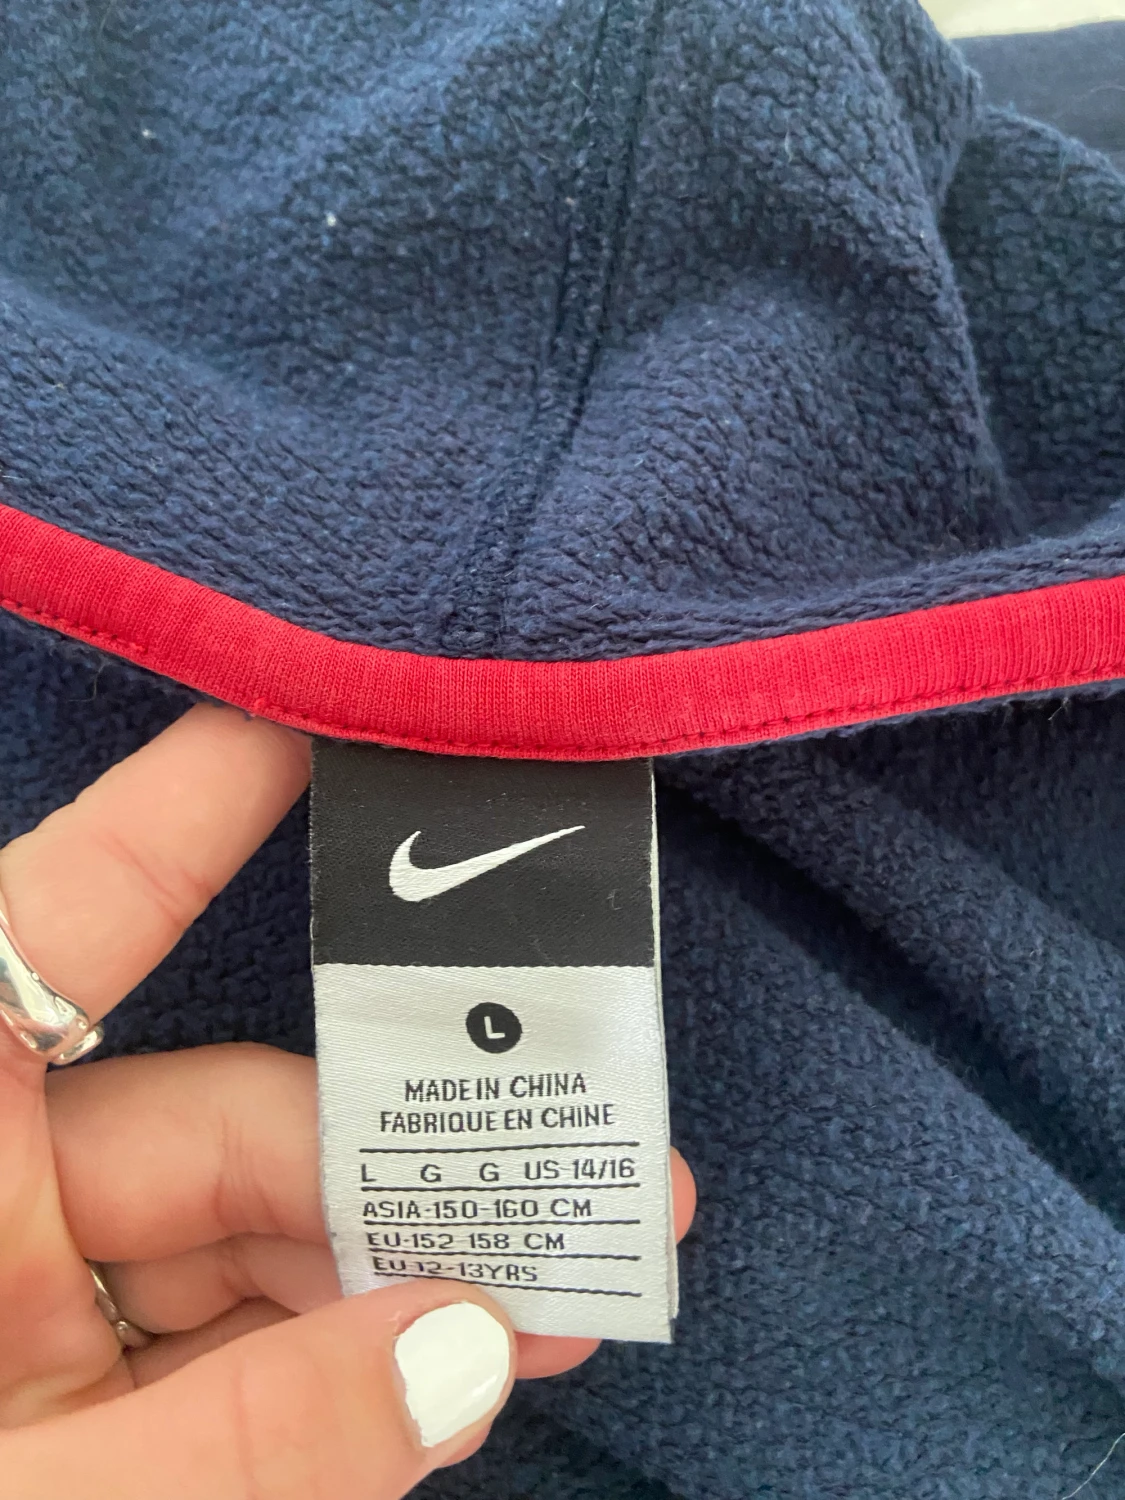 L
MADE IN CHINA
FABRIQUE EN CHINE
L G G US 14/16
ASIA-150-160 CM
EU-152-158 CM
EU-12-13YRS